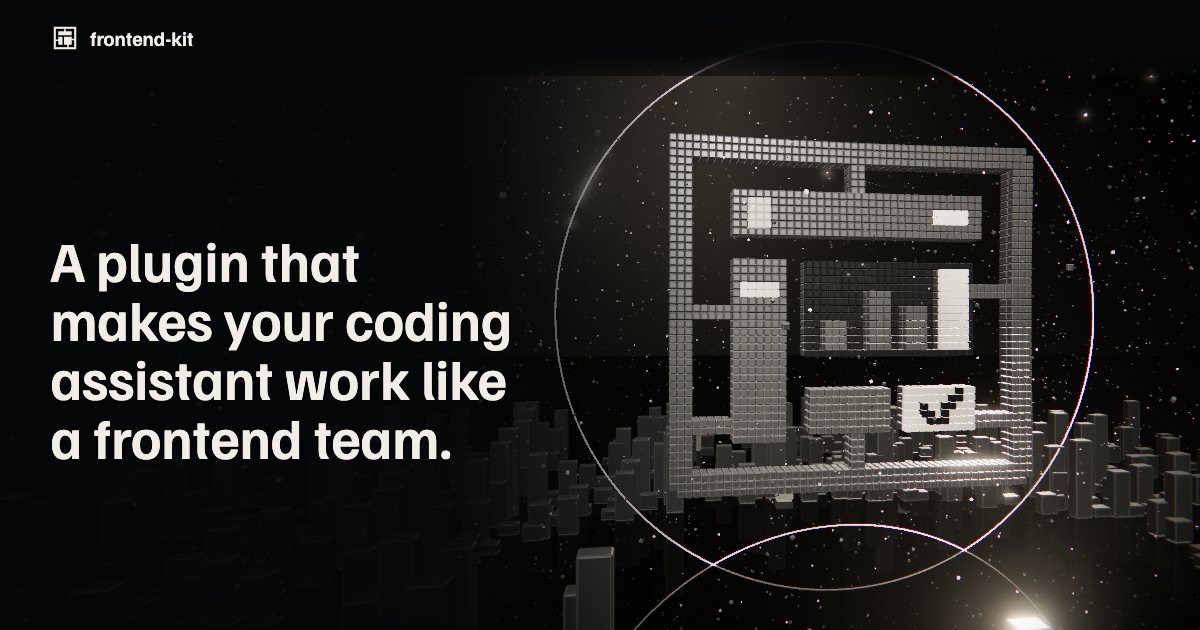 frontend-kit
A plugin that
makes your coding
assistant work like
a frontend team.